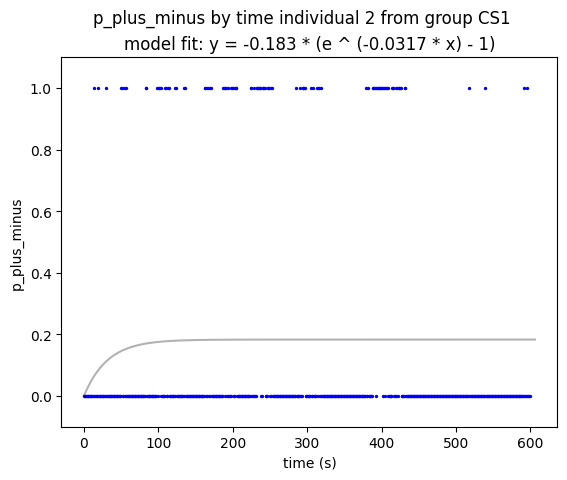 p_plus_minus by time individual 2 from group CS1
model fit: y = -0.183 * (e ^ (-0.0317 * x) - 1)
1.0
0.8
0.6
0.4
0.2
0.0
p_plus_minus
0 100 200 300 400 500 600
time (s)